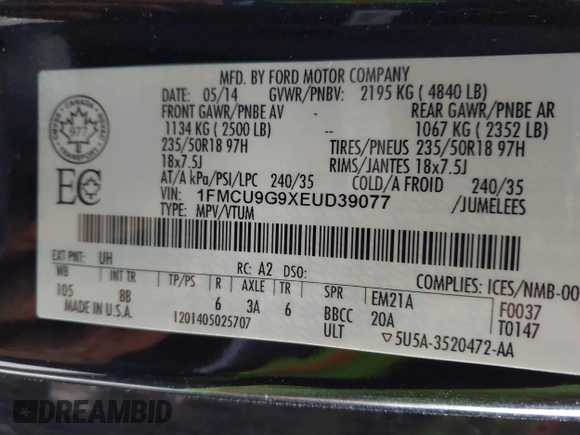 MFD. BY FORD MOTOR COMPANY
DATE: 05/14 GVWR/PNBV: 2195 KG ( 4840 LB)
FRONT GAWR/PNBE AV -- REAR GAWR/PNBE AR
1134 KG ( 2500 LB) -- 1067 KG ( 2352 LB)
235/50R18 97H TIRES/PNEUS 235/50R18 97H
18x7.5J RIMS/JANTES 18x7.5J
AT/A kPa/PSI/LPC 240/35 COLD/A FROID 240/35
VIN: 1FMCU9G9XEUD39077 /JUMELEES
TYPE: MPV/VTUM
CANADA
977
TRANSPORT
EC
EXT PNT: UH RC: A2 DSO: COMPLIES: ICES/NMB-00
WB INT TR TP/PS R AXLE TR SPR EM21A F0037
105 BB 6 3A 6 BBCC 20A T0147
MADE IN U.S.A. 1201405025707 ULT ▽5U5A-3520472-AA
DREAMBID